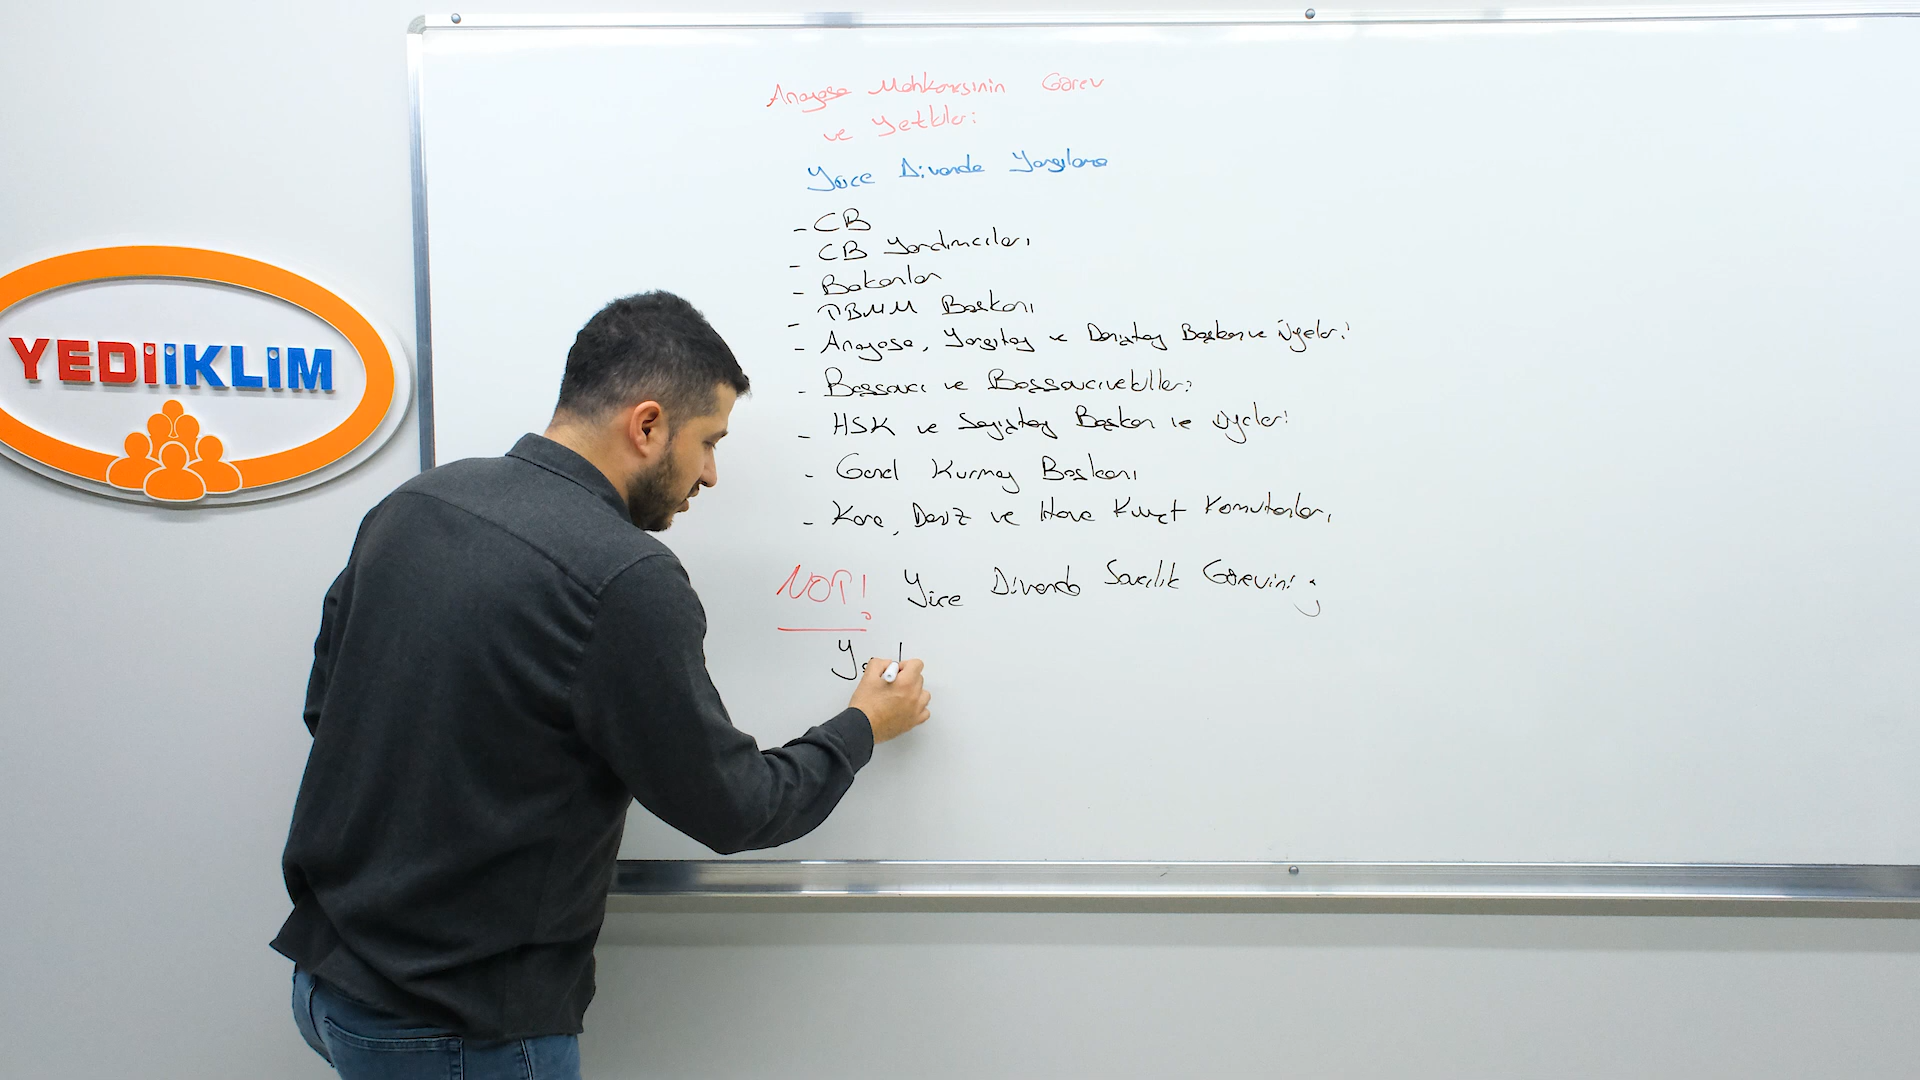 YEDİİKLİM
Anayasa Mahkemesinin Görev
ve Yetkileri
Yüce Divanda Yargılama
- CB
- CB Yardımcıları
- Bakanlar
- TBMM Başkanı
- Anayasa, Yargıtay ve Danıştay Başkan ve Üyeleri
- Başsavcı ve Başsavcıvekilleri
- HSK ve Sayıştay Başkan ve Üyeleri
- Genel Kurmay Başkanı
- Kara, Deniz ve Hava Kuvvet Komutanları
NOT! Yüce Divanda Savcılık Görevini;